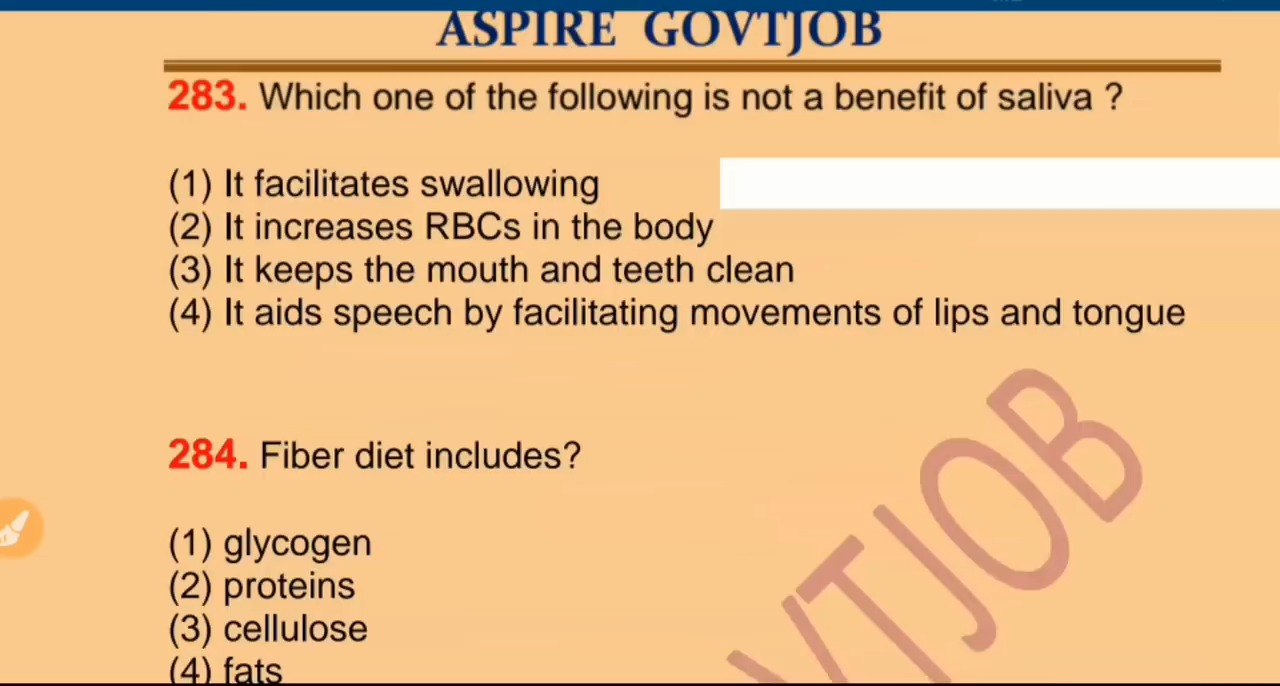 ASPIRE GOVTJOB
283. Which one of the following is not a benefit of saliva ?
(1) It facilitates swallowing
(2) It increases RBCs in the body
(3) It keeps the mouth and teeth clean
(4) It aids speech by facilitating movements of lips and tongue
284. Fiber diet includes?
(1) glycogen
(2) proteins
(3) cellulose
(4) fats
VTJOB